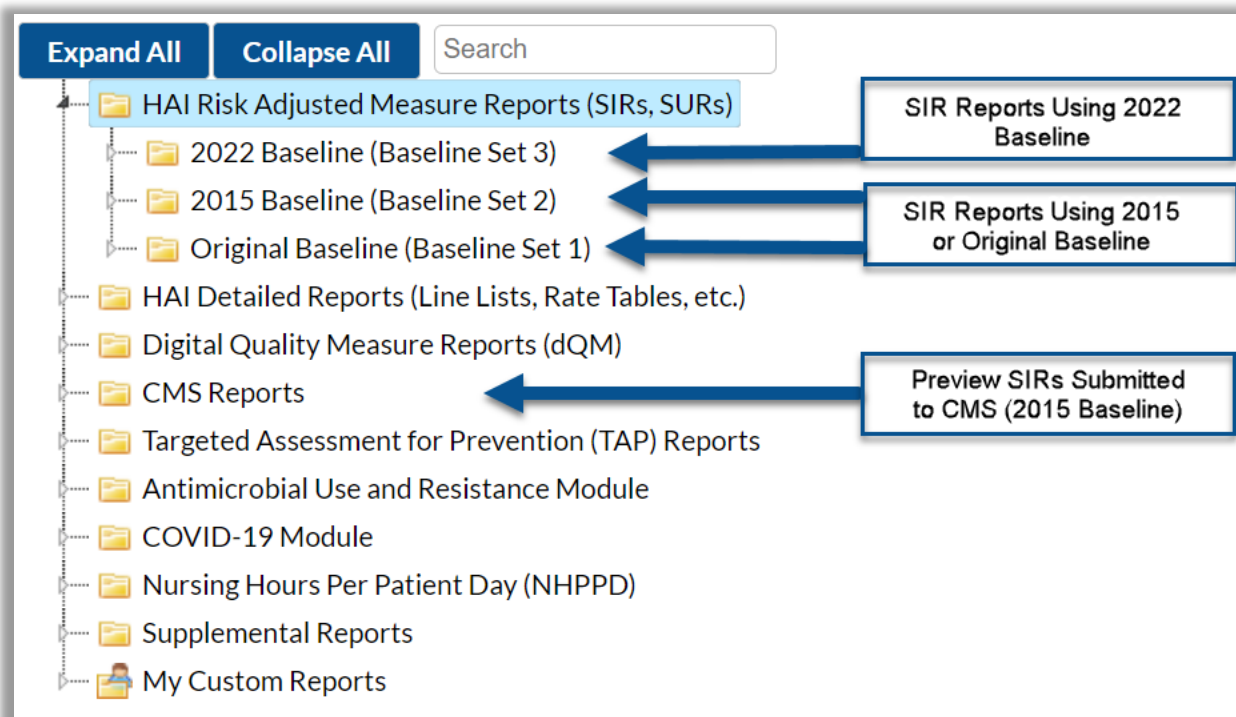 Expand All
Collapse All
Search
HAI Risk Adjusted Measure Reports (SIRs, SURs)
2022 Baseline (Baseline Set 3)
2015 Baseline (Baseline Set 2)
Original Baseline (Baseline Set 1)
HAI Detailed Reports (Line Lists, Rate Tables, etc.)
Digital Quality Measure Reports (dQM)
CMS Reports
Targeted Assessment for Prevention (TAP) Reports
Antimicrobial Use and Resistance Module
COVID-19 Module
Nursing Hours Per Patient Day (NHPPD)
Supplemental Reports
My Custom Reports
SIR Reports Using 2022
Baseline
SIR Reports Using 2015
or Original Baseline
Preview SIRs Submitted
to CMS (2015 Baseline)